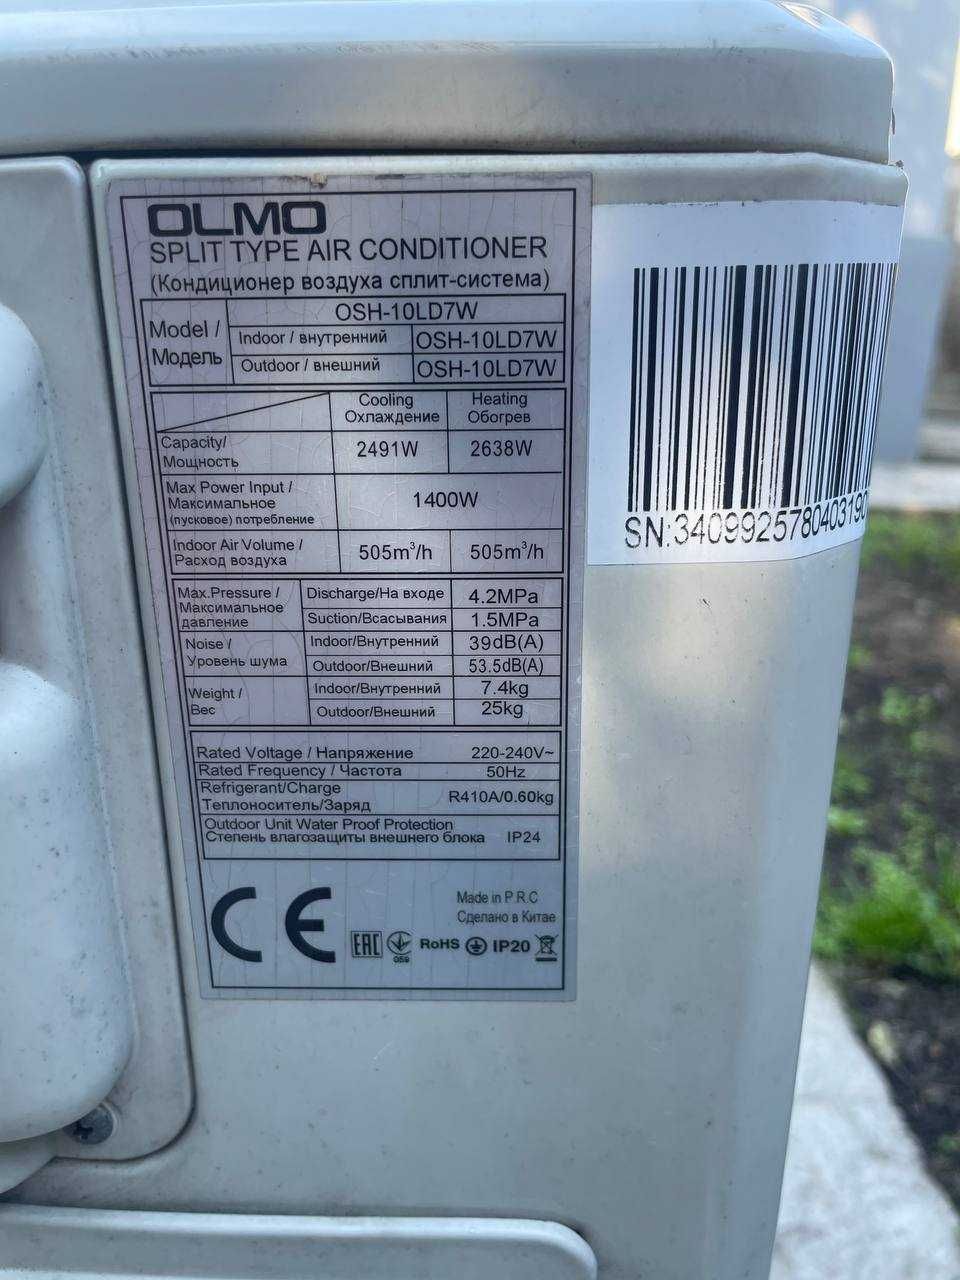 OLMO
SPLIT TYPE AIR CONDITIONER
(Кондиционер воздуха сплит-система)
Model /
Модель
OSH-10LD7W
Indoor / внутренний OSH-10LD7W
Outdoor / внешний OSH-10LD7W
Cooling
Охлаждение
Heating
Обогрев
Capacity/
Мощность
2491W 2638W
Max Power Input /
Максимальное
(пусковое) потребление
1400W
Indoor Air Volume /
Расход воздуха
505m³/h 505m³/h
Max.Pressure /
Максимальное
давление
Discharge/На входе 4.2MPa
Suction/Всасывания 1.5MPa
Noise /
Уровень шума
Indoor/Внутренний 39dB(A)
Outdoor/Внешний 53.5dB(A)
Weight /
Вес
Indoor/Внутренний 7.4kg
Outdoor/Внешний 25kg
Rated Voltage / Напряжение 220-240V~
Rated Frequency / Частота 50Hz
Refrigerant/Charge
Теплоноситель/Заряд
R410A/0.60kg
Outdoor Unit Water Proof Protection
Степень влагозащиты внешнего блока IP24
CE
Made in P.R.C
Сделано в Китае
EAC
059
RoHS
IP20
SN:3409925780403190